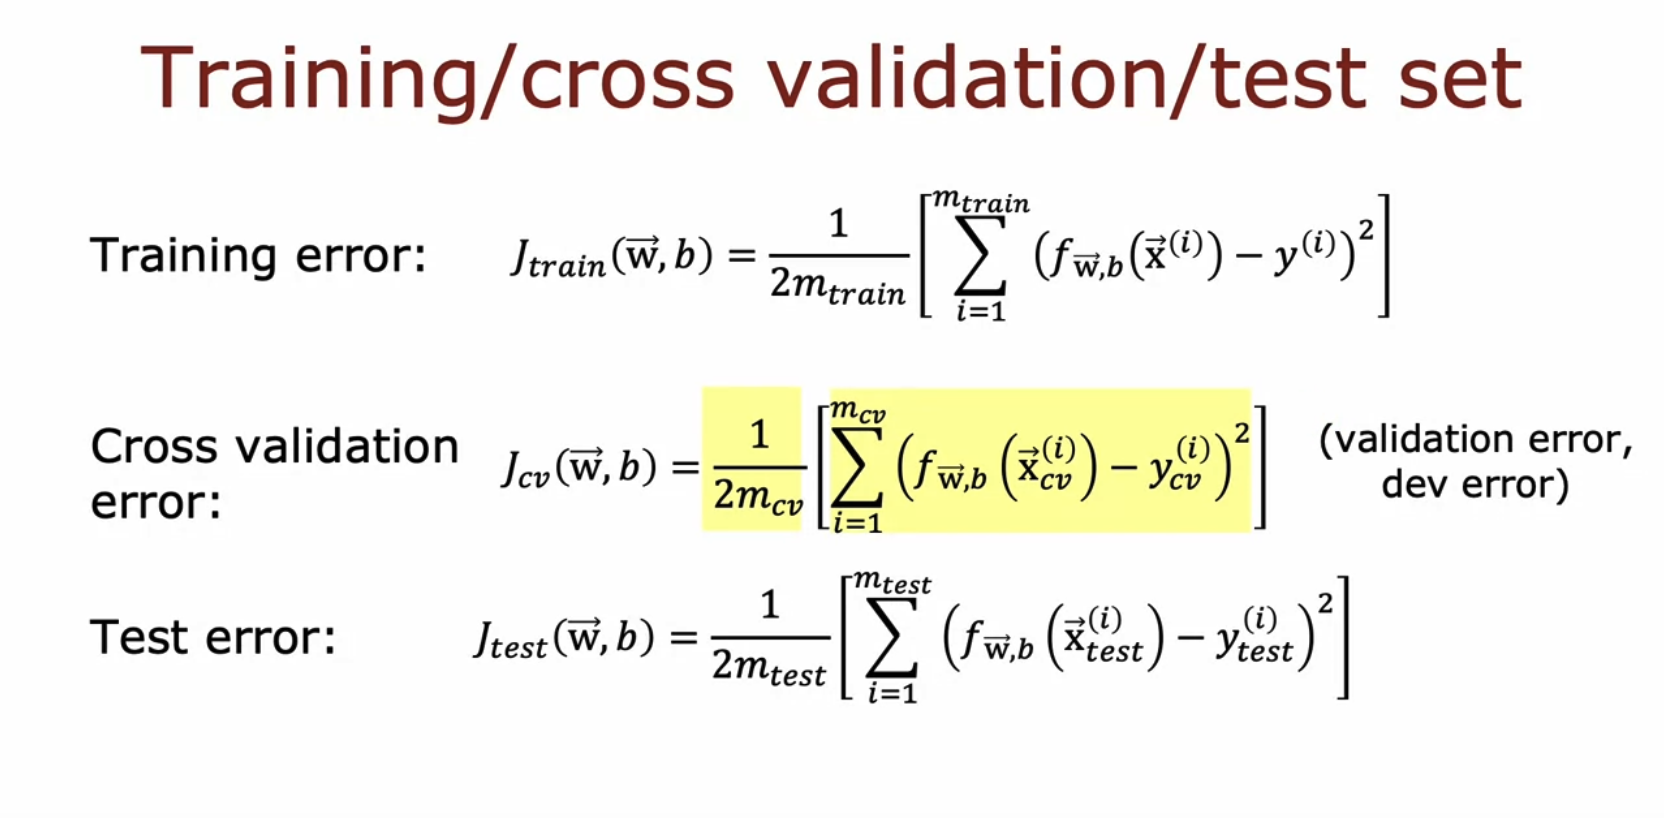 Training/cross validation/test set
Training error: $J_{train}(\vec{w}, b) = \frac{1}{2m_{train}} \left[ \sum_{i=1}^{m_{train}} \left( f_{\vec{w},b}(\vec{x}^{(i)}) - y^{(i)} \right)^2 \right]$
Cross validation
error: $J_{cv}(\vec{w}, b) = \frac{1}{2m_{cv}} \left[ \sum_{i=1}^{m_{cv}} \left( f_{\vec{w},b} \left( \vec{x}_{cv}^{(i)} \right) - y_{cv}^{(i)} \right)^2 \right]$
(validation error,
dev error)
Test error: $J_{test}(\vec{w}, b) = \frac{1}{2m_{test}} \left[ \sum_{i=1}^{m_{test}} \left( f_{\vec{w},b} \left( \vec{x}_{test}^{(i)} \right) - y_{test}^{(i)} \right)^2 \right]$